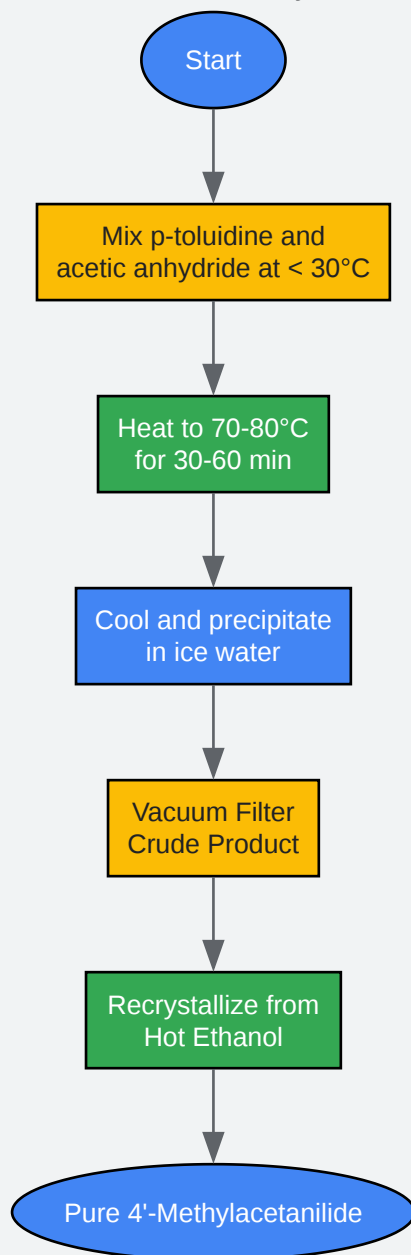 Start
Mix p-toluidine and
acetic anhydride at < 30°C
Heat to 70-80°C
for 30-60 min
Cool and precipitate
in ice water
Vacuum Filter
Crude Product
Recrystallize from
Hot Ethanol
Pure 4'-Methylacetanilide